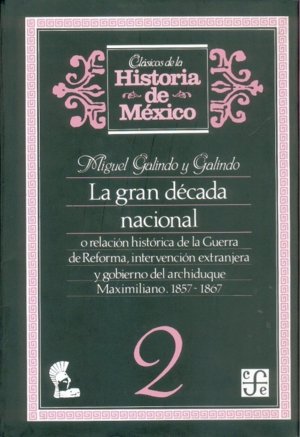 Clásicos de la
Historia
de
México
Miguel Galindo y Galindo
La gran década
nacional
o relación histórica de la Guerra
de Reforma, intervención extranjera
y gobierno del archiduque
Maximiliano. 1857-1867
2
cfe